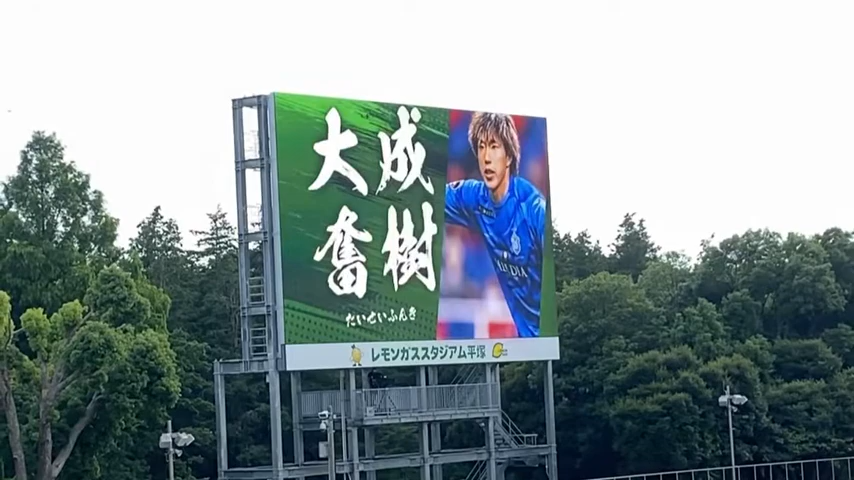 大成
奮樹
たいせいふんき
レモンガススタジアム平塚